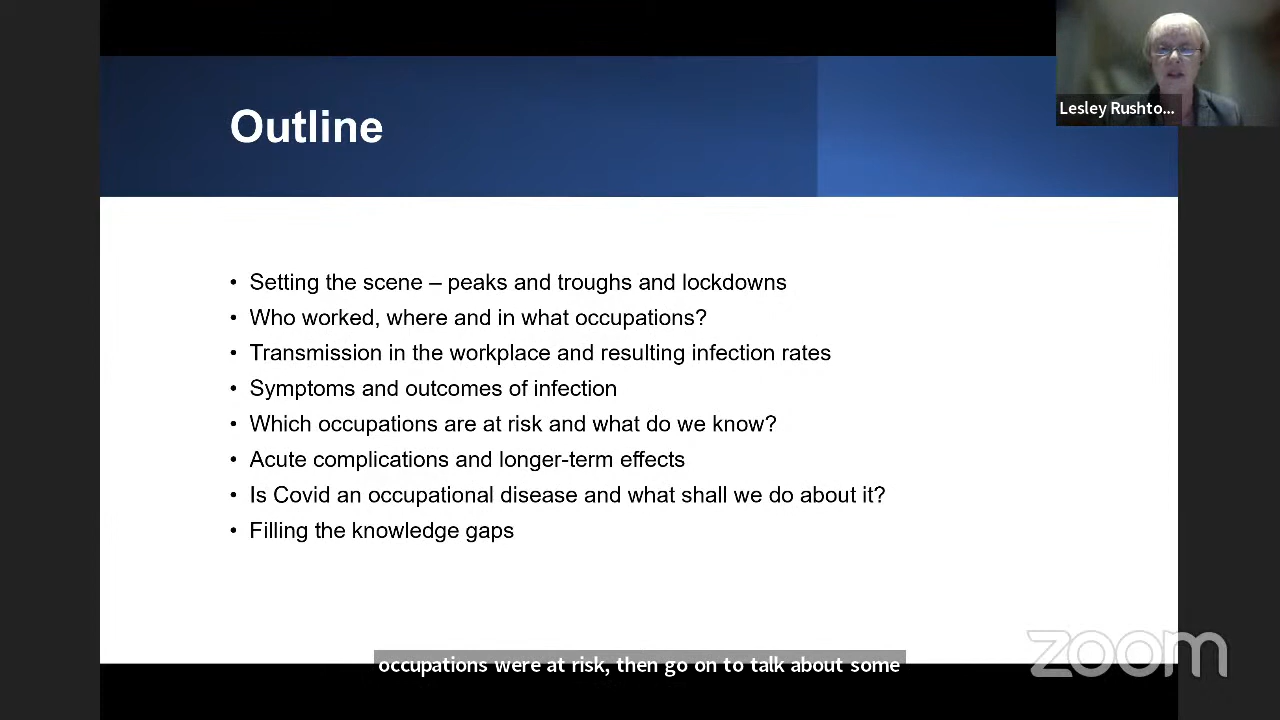 Outline
Lesley Rushto...
• Setting the scene – peaks and troughs and lockdowns
• Who worked, where and in what occupations?
• Transmission in the workplace and resulting infection rates
• Symptoms and outcomes of infection
• Which occupations are at risk and what do we know?
• Acute complications and longer-term effects
• Is Covid an occupational disease and what shall we do about it?
• Filling the knowledge gaps
occupations were at risk, then go on to talk about some
zoom